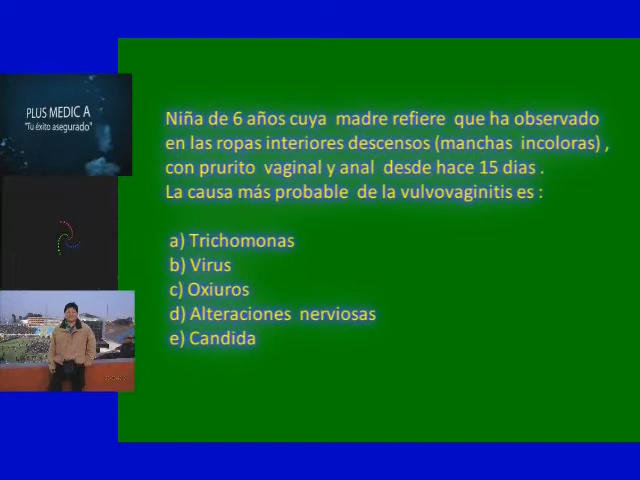 PLUS MEDIC A
"Tu éxito asegurado"
Niña de 6 años cuya madre refiere que ha observado
en las ropas interiores descensos (manchas incoloras) ,
con prurito vaginal y anal desde hace 15 dias .
La causa más probable de la vulvovaginitis es :
a) Trichomonas
b) Virus
c) Oxiuros
d) Alteraciones nerviosas
e) Candida